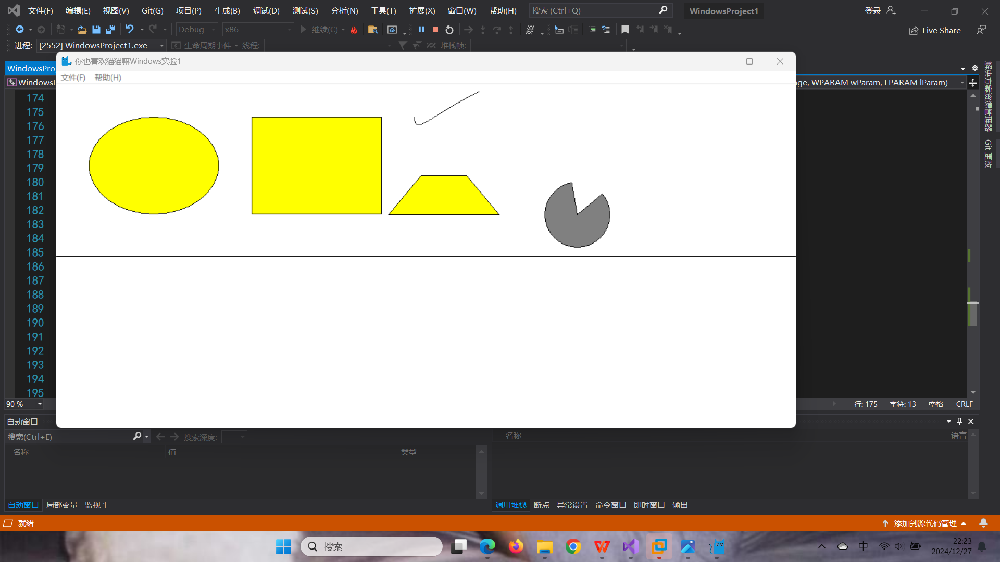 文件(F) 编辑(E) 视图(V) Git(G) 项目(P) 生成(B) 调试(D) 测试(S) 分析(N) 工具(T) 扩展(X) 窗口(W) 帮助(H) 搜索 (Ctrl+Q) WindowsProject1 登录
Debug x86 继续(C) Live Share
进程: [2552] WindowsProject1.exe 生命周期事件 线程: 堆栈帧:
你也喜欢猫猫嘛Windows实验1
文件(F) 帮助(H)
WindowsProj
WindowsP
age, WPARAM wParam, LPARAM lParam)
解决方案资源管理器
Git 更改
174
175
176
177
178
179
180
181
182
183
184
185
186
187
188
189
190
191
192
193
194
195
90 % 行: 175 字符: 13 空格 CRLF
自动窗口
搜索(Ctrl+E) 搜索深度:
名称 值 类型
名称 语言
自动窗口 局部变量 监视 1
调用堆栈 断点 异常设置 命令窗口 即时窗口 输出
就绪 添加到源代码管理
搜索
中
22:23
2024/12/27